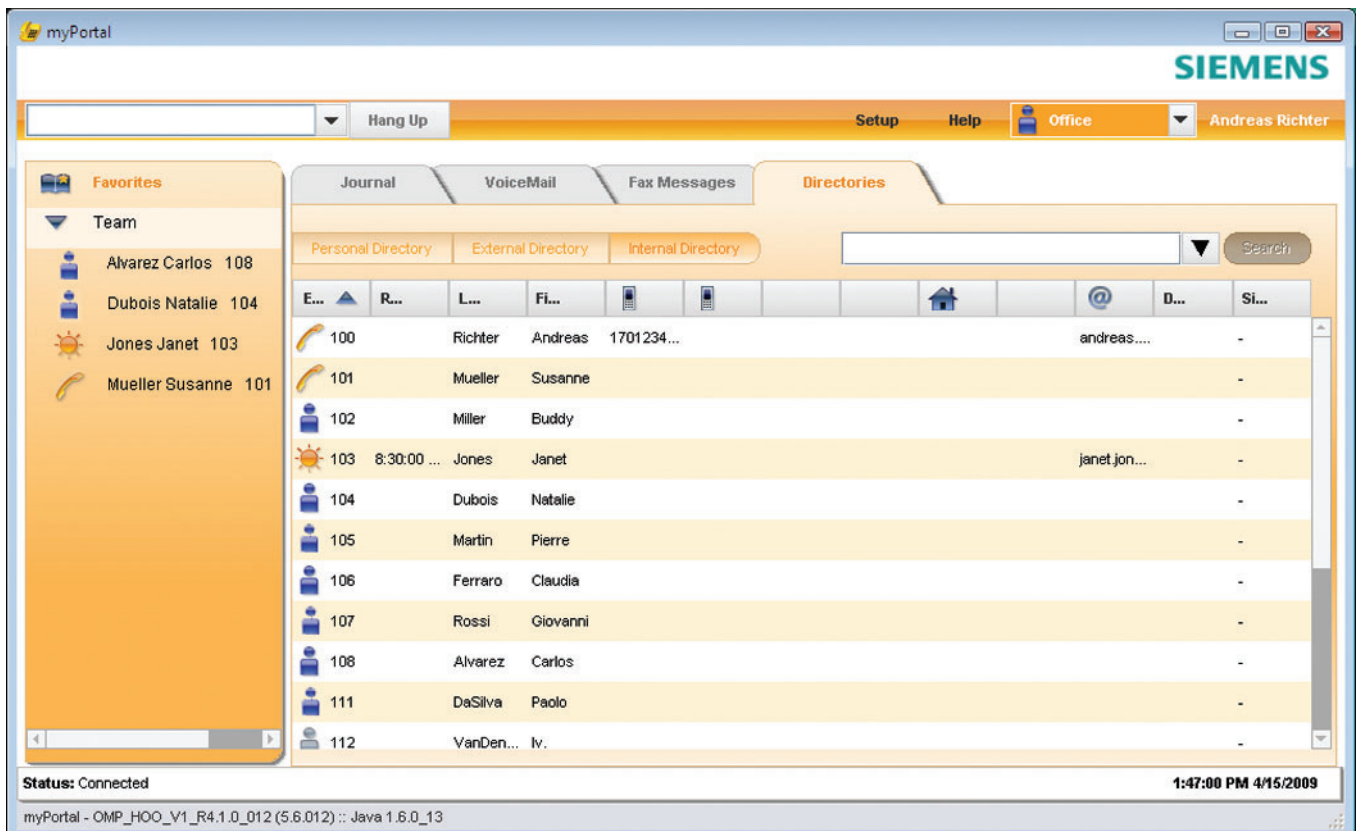 myPortal
SIEMENS
Hang Up Setup Help Office Andreas Richter
Favorites
Team
Alvarez Carlos 108
Dubois Natalie 104
Jones Janet 103
Mueller Susanne 101
Journal VoiceMail Fax Messages Directories
Personal Directory External Directory Internal Directory Search
E... R... L... Fi... @ D... Si...
100 Richter Andreas 1701234... andreas.... -
101 Mueller Susanne -
102 Miller Buddy -
103 8:30:00 ... Jones Janet janet.jon... -
104 Dubois Natalie -
105 Martin Pierre -
106 Ferraro Claudia -
107 Rossi Giovanni -
108 Alvarez Carlos -
111 DaSilva Paolo -
112 VanDen... Iv. -
Status: Connected 1:47:00 PM 4/15/2009
myPortal - OMP_HOO_V1_R4.1.0_012 (5.6.012) :: Java 1.6.0_13